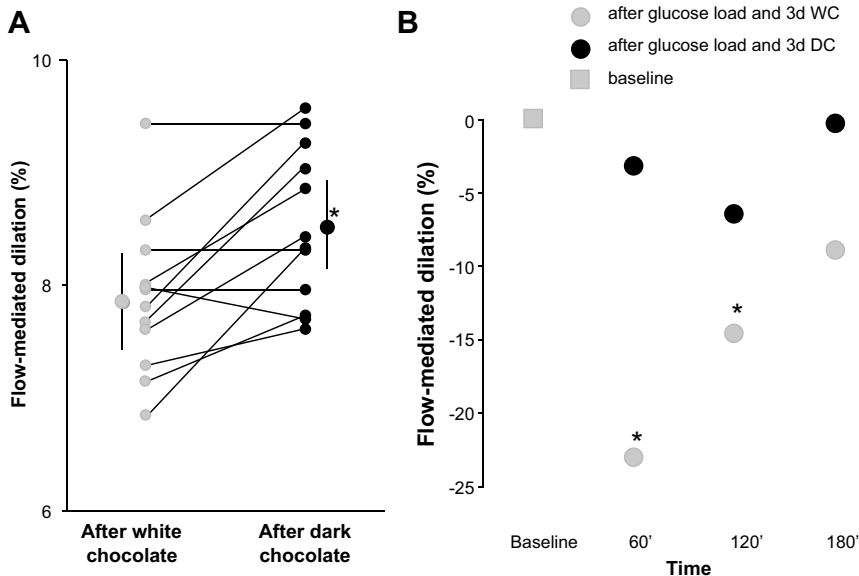 A
Flow-mediated dilation (%)
10
8
6
*
After white
chocolate
After dark
chocolate
B
after glucose load and 3d WC
after glucose load and 3d DC
baseline
Flow-mediated dilation (%)
0
-5
-10
-15
-20
-25
*
*
Baseline 60’ 120’ 180’
Time